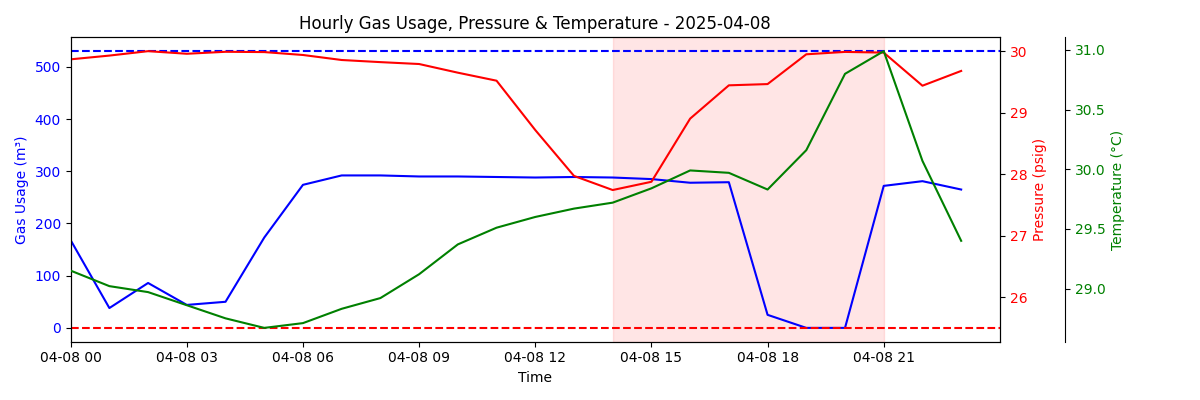 Hourly Gas Usage, Pressure & Temperature - 2025-04-08
Gas Usage (m³)
500
400
300
200
100
0
30
29
28
27
26
Pressure (psig)
31.0
30.5
30.0
29.5
29.0
Temperature (°C)
04-08 00 04-08 03 04-08 06 04-08 09 04-08 12 04-08 15 04-08 18 04-08 21
Time